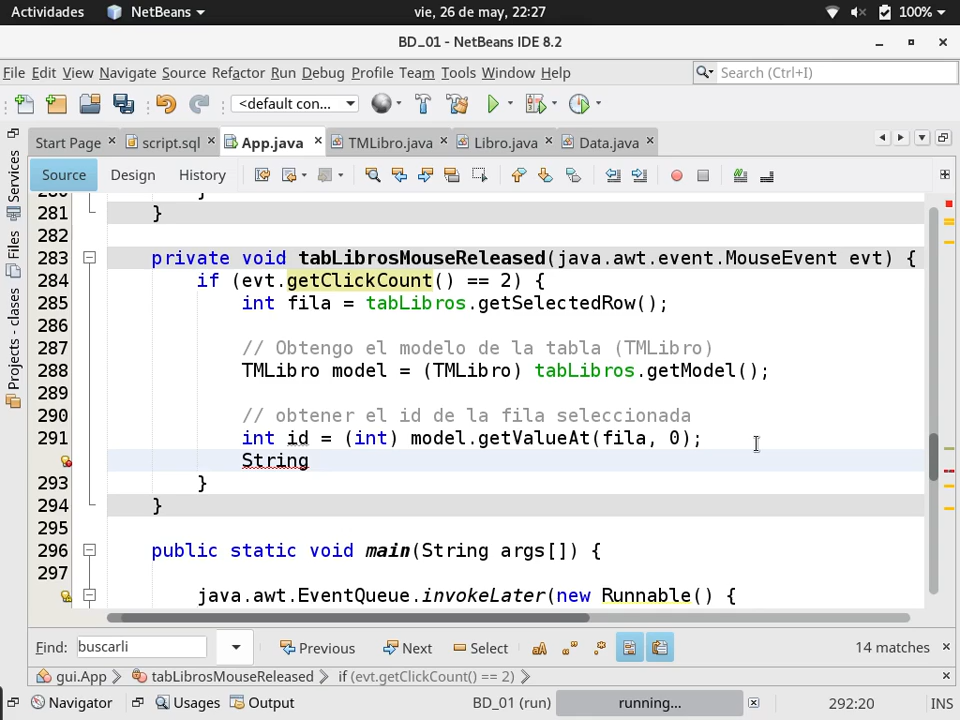 Actividades NetBeans vie, 26 de may, 22:27 100%
BD_01 - NetBeans IDE 8.2
File Edit View Navigate Source Refactor Run Debug Profile Team Tools Window Help Search (Ctrl+I)
<default con...
Start Page script.sql App.java TMLibro.java Libro.java Data.java
Source Design History
Services
Files
Projects - clases
281 }
282
283 private void tabLibrosMouseReleased(java.awt.event.MouseEvent evt) {
284 if (evt.getClickCount() == 2) {
285 int fila = tabLibros.getSelectedRow();
286
287 // Obtengo el modelo de la tabla (TMLibro)
288 TMLibro model = (TMLibro) tabLibros.getModel();
289
290 // obtener el id de la fila seleccionada
291 int id = (int) model.getValueAt(fila, 0);
String
293 }
294 }
295
296 public static void main(String args[]) {
297
java.awt.EventQueue.invokeLater(new Runnable() {
Find: buscarli Previous Next Select 14 matches
gui.App tabLibrosMouseReleased if (evt.getClickCount() == 2)
Navigator Usages Output BD_01 (run) running... 292:20 INS